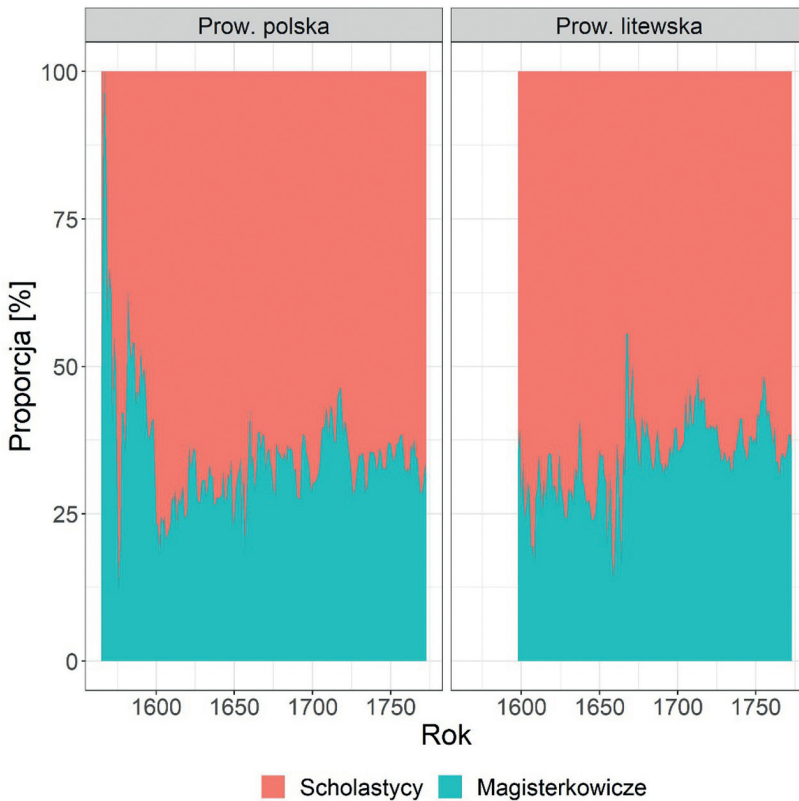 Prow. polska
Prow. litewska
Proporcja [%]
100
75
50
25
0
1600 1650 1700 1750
1600 1650 1700 1750
Rok
Scholastycy Magisterkowicze